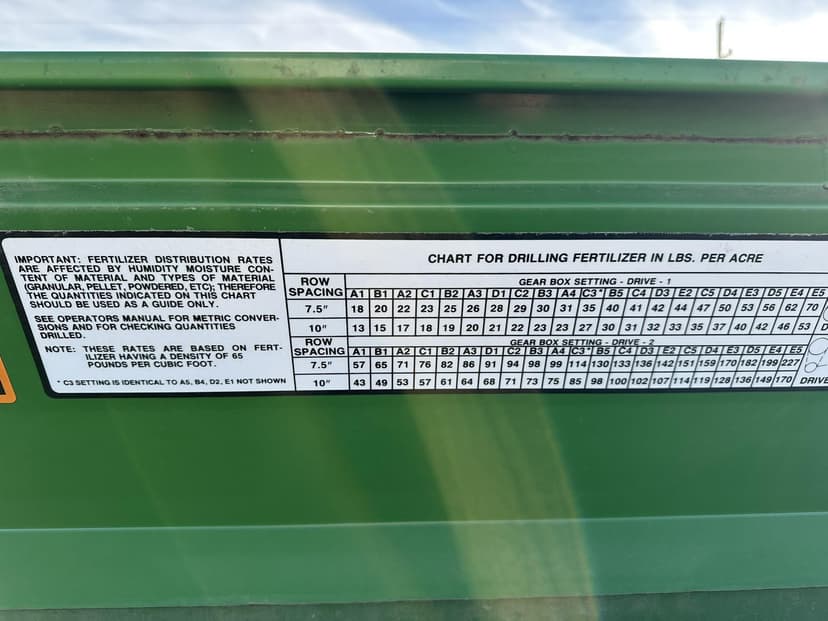 IMPORTANT: FERTILIZER DISTRIBUTION RATES
ARE AFFECTED BY HUMIDITY MOISTURE CON-
TENT OF MATERIAL AND TYPES OF MATERIAL
(GRANULAR, PELLET, POWDERED, ETC); THEREFORE
THE QUANTITIES INDICATED ON THIS CHART
SHOULD BE USED AS A GUIDE ONLY.
SEE OPERATORS MANUAL FOR METRIC CONVER-
SIONS AND FOR CHECKING QUANTITIES
DRILLED.
NOTE: THESE RATES ARE BASED ON FERT-
ILIZER HAVING A DENSITY OF 65
POUNDS PER CUBIC FOOT.
* C3 SETTING IS IDENTICAL TO A5, B4, D2, E1 NOT SHOWN
CHART FOR DRILLING FERTILIZER IN LBS. PER ACRE
ROW SPACING
GEAR BOX SETTING - DRIVE - 1
A1 B1 A2 C1 B2 A3 D1 C2 B3 A4 C3* B5 C4 D3 E2 C5 D4 E3 D5 E4 E5
7.5" 18 20 22 23 25 26 28 29 30 31 35 40 41 42 44 47 50 53 56 62 70
10" 13 15 17 18 19 20 21 22 23 23 27 30 31 32 33 35 37 40 42 46 53
ROW SPACING
GEAR BOX SETTING - DRIVE - 2
A1 B1 A2 C1 B2 A3 D1 C2 B3 A4 C3* B5 C4 D3 E2 C5 D4 E3 D5 E4 E5
7.5" 57 65 71 76 82 86 91 94 98 99 114 130 133 136 142 151 159 170 182 199 227
10" 43 49 53 57 61 64 68 71 73 75 85 98 100 102 107 114 119 128 136 149 170
DRIVE